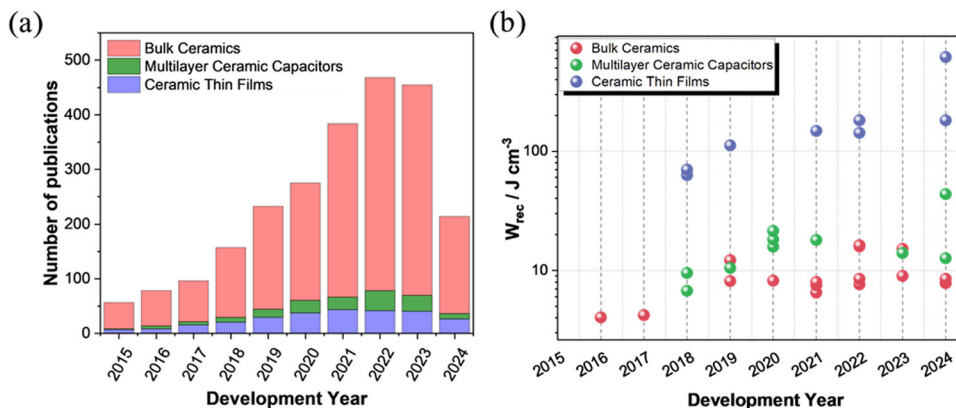 (a)
Number of publications
500
400
300
200
100
0
Bulk Ceramics
Multilayer Ceramic Capacitors
Ceramic Thin Films
2015
2016
2017
2018
2019
2020
2021
2022
2023
2024
Development Year
(b)
W_rec / J cm⁻³
100
10
Bulk Ceramics
Multilayer Ceramic Capacitors
Ceramic Thin Films
2015
2016
2017
2018
2019
2020
2021
2022
2023
2024
Development Year